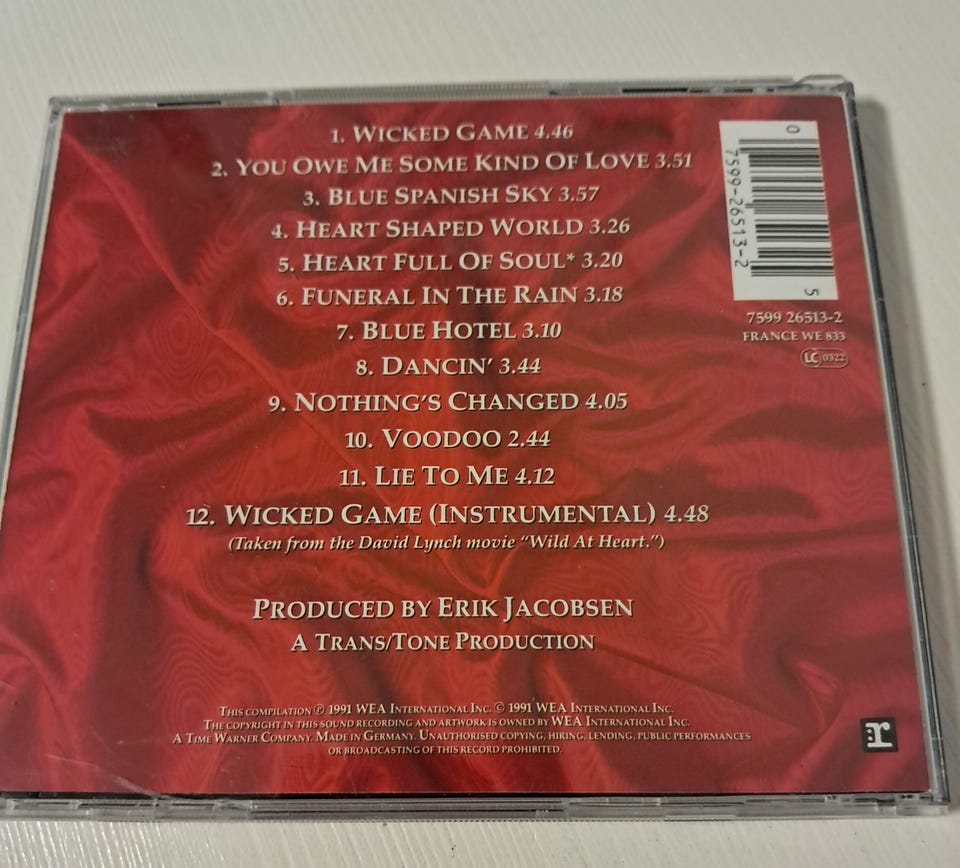 1. WICKED GAME 4.46
2. YOU OWE ME SOME KIND OF LOVE 3.51
3. BLUE SPANISH SKY 3.57
4. HEART SHAPED WORLD 3.26
5. HEART FULL OF SOUL* 3.20
6. FUNERAL IN THE RAIN 3.18
7. BLUE HOTEL 3.10
8. DANCIN' 3.44
9. NOTHING'S CHANGED 4.05
10. VOODOO 2.44
11. LIE TO ME 4.12
12. WICKED GAME (INSTRUMENTAL) 4.48
(Taken from the David Lynch movie "Wild At Heart.")
PRODUCED BY ERIK JACOBSEN
A TRANS/TONE PRODUCTION
THIS COMPILATION ℗ 1991 WEA INTERNATIONAL INC. © 1991 WEA INTERNATIONAL INC.
THE COPYRIGHT IN THIS SOUND RECORDING AND ARTWORK IS OWNED BY WEA INTERNATIONAL INC.
A TIME WARNER COMPANY. MADE IN GERMANY. UNAUTHORISED COPYING, HIRING, LENDING, PUBLIC PERFORMANCES
OR BROADCASTING OF THIS RECORD PROHIBITED.
0 7599-26513-2 5
7599 26513-2
FRANCE WE 833
LC 0322
:r